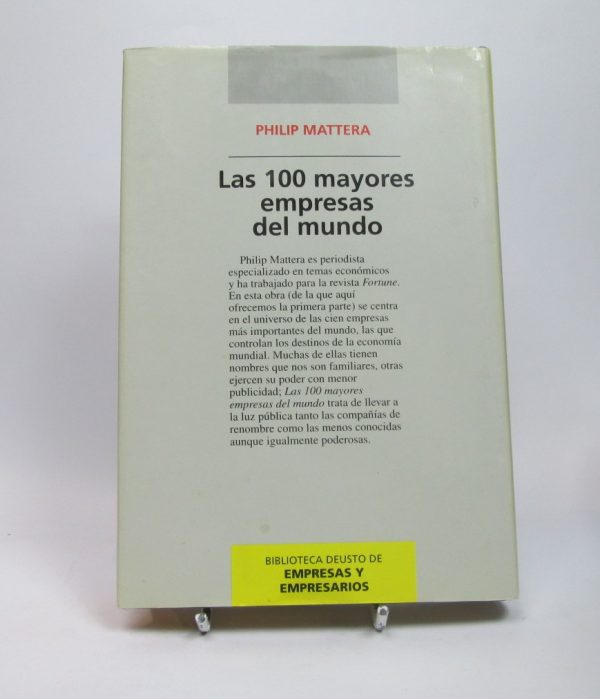 PHILIP MATTERA
Las 100 mayores
empresas
del mundo
Philip Mattera es periodista
especializado en temas económicos
y ha trabajado para la revista Fortune.
En esta obra (de la que aquí
ofrecemos la primera parte) se centra
en el universo de las cien empresas
más importantes del mundo, las que
controlan los destinos de la economía
mundial. Muchas de ellas tienen
nombres que nos son familiares, otras
ejercen su poder con menor
publicidad; Las 100 mayores
empresas del mundo trata de llevar a
la luz pública tanto las compañías de
renombre como las menos conocidas
aunque igualmente poderosas.
BIBLIOTECA DEUSTO DE
EMPRESAS Y
EMPRESARIOS